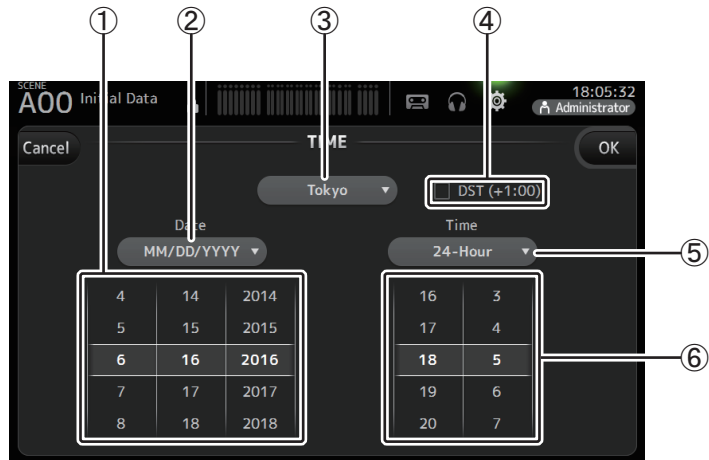 ① ② ③ ④
SCENE
A00 Initial Data
18:05:32
Administrator
Cancel
TIME
OK
Tokyo ▼
DST (+1:00)
Date
Time
MM/DD/YYYY ▼
24-Hour ▼
⑤
4 14 2014 16 3
5 15 2015 17 4
6 16 2016 18 5
⑥
7 17 2017 19 6
8 18 2018 20 7